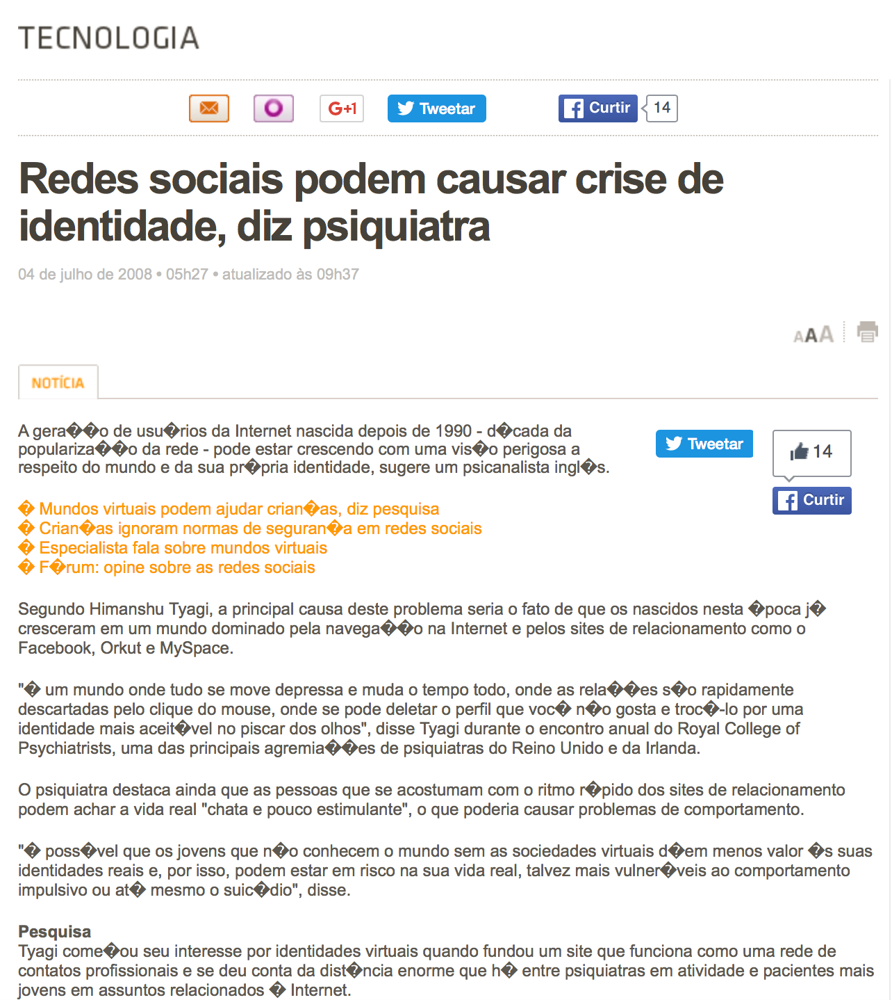 TECNOLOGIA
G+1
Tweetar
Curtir
14
Redes sociais podem causar crise de
identidade, diz psiquiatra
04 de julho de 2008 • 05h27 • atualizado às 09h37
AAA
NOTÍCIA
A gera��o de usu�rios da Internet nascida depois de 1990 - d�cada da
populariza��o da rede - pode estar crescendo com uma vis�o perigosa a
respeito do mundo e da sua pr�pria identidade, sugere um psicanalista ingl�s.
Tweetar
14
Curtir
� Mundos virtuais podem ajudar crian�as, diz pesquisa
� Crian�as ignoram normas de seguran�a em redes sociais
� Especialista fala sobre mundos virtuais
� F�rum: opine sobre as redes sociais
Segundo Himanshu Tyagi, a principal causa deste problema seria o fato de que os nascidos nesta �poca j�
cresceram em um mundo dominado pela navega��o na Internet e pelos sites de relacionamento como o
Facebook, Orkut e MySpace.
"� um mundo onde tudo se move depressa e muda o tempo todo, onde as rela��es s�o rapidamente
descartadas pelo clique do mouse, onde se pode deletar o perfil que voc� n�o gosta e troc�-lo por uma
identidade mais aceit�vel no piscar dos olhos", disse Tyagi durante o encontro anual do Royal College of
Psychiatrists, uma das principais agremia��es de psiquiatras do Reino Unido e da Irlanda.
O psiquiatra destaca ainda que as pessoas que se acostumam com o ritmo r�pido dos sites de relacionamento
podem achar a vida real "chata e pouco estimulante", o que poderia causar problemas de comportamento.
"� poss�vel que os jovens que n�o conhecem o mundo sem as sociedades virtuais d�em menos valor �s suas
identidades reais e, por isso, podem estar em risco na sua vida real, talvez mais vulner�veis ao comportamento
impulsivo ou at� mesmo o suic�dio", disse.
Pesquisa
Tyagi come�ou seu interesse por identidades virtuais quando fundou um site que funciona como uma rede de
contatos profissionais e se deu conta da dist�ncia enorme que h� entre psiquiatras em atividade e pacientes mais
jovens em assuntos relacionados � Internet.